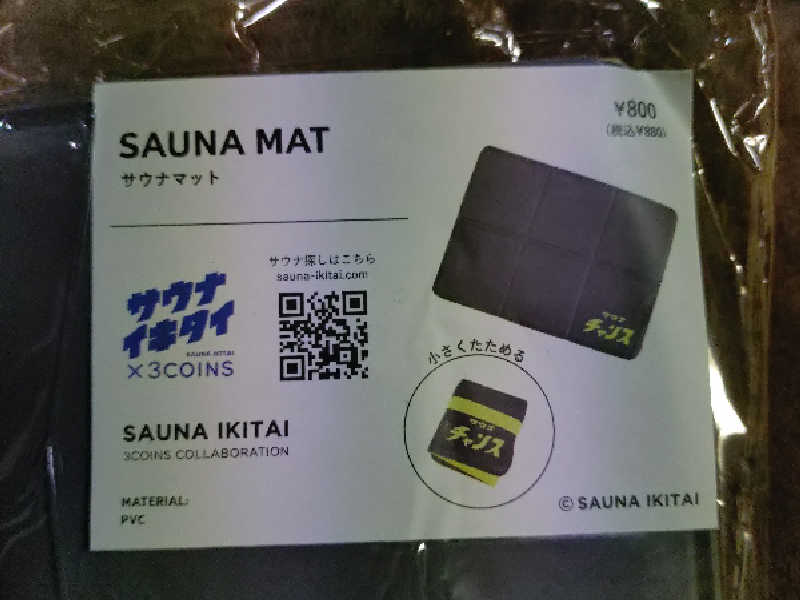 SAUNA MAT
サウナマット
¥800
(税込¥880)
サウナ
イキタイ
SAUNA IKITAI
×3COINS
サウナ探しはこちら
sauna-ikitai.com
サウナ
チャンス
小さくたためる
サウナ
チャンス
SAUNA IKITAI
3COINS COLLABORATION
MATERIAL:
PVC
© SAUNA IKITAI